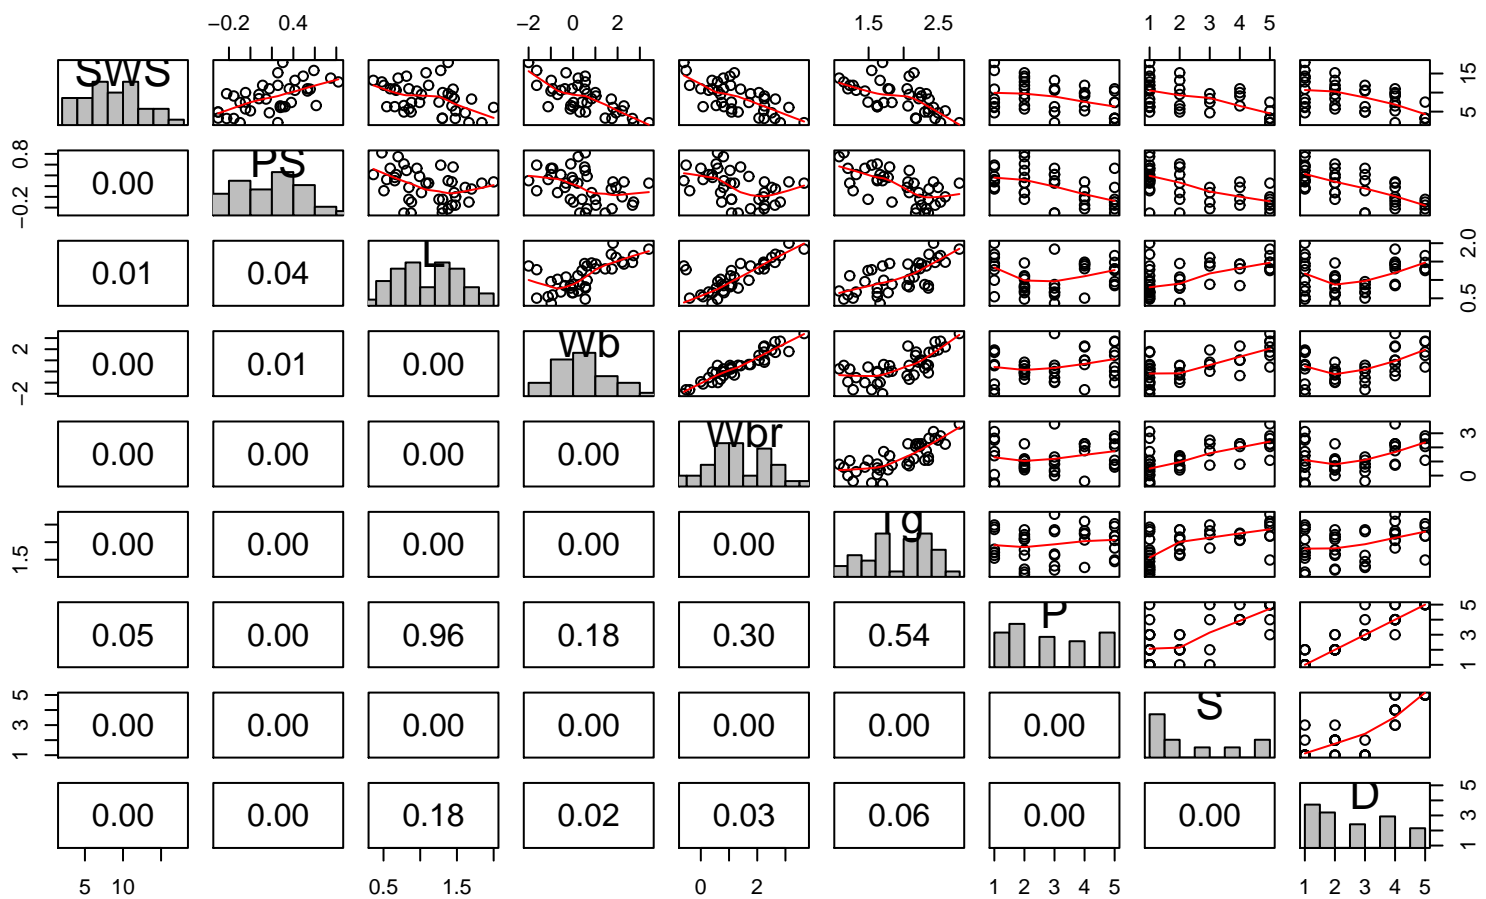 −0.2 0.4 −2 0 2 1.5 2.5 1 2 3 4 5
SWS 5 15
−0.2 0.8 0.00 PS
0.01 0.04 L 0.5 2.0
−2 2 0.00 0.01 0.00 Wb
0.00 0.00 0.00 0.00 Wbr 0 3
1.5 0.00 0.00 0.00 0.00 0.00 Tg
0.05 0.00 0.96 0.18 0.30 0.54 P 1 3 5
1 3 5 0.00 0.00 0.00 0.00 0.00 0.00 0.00 S
0.00 0.00 0.18 0.02 0.03 0.06 0.00 0.00 D 1 3 5
5 10 0.5 1.5 0 2 1 2 3 4 5 1 2 3 4 5